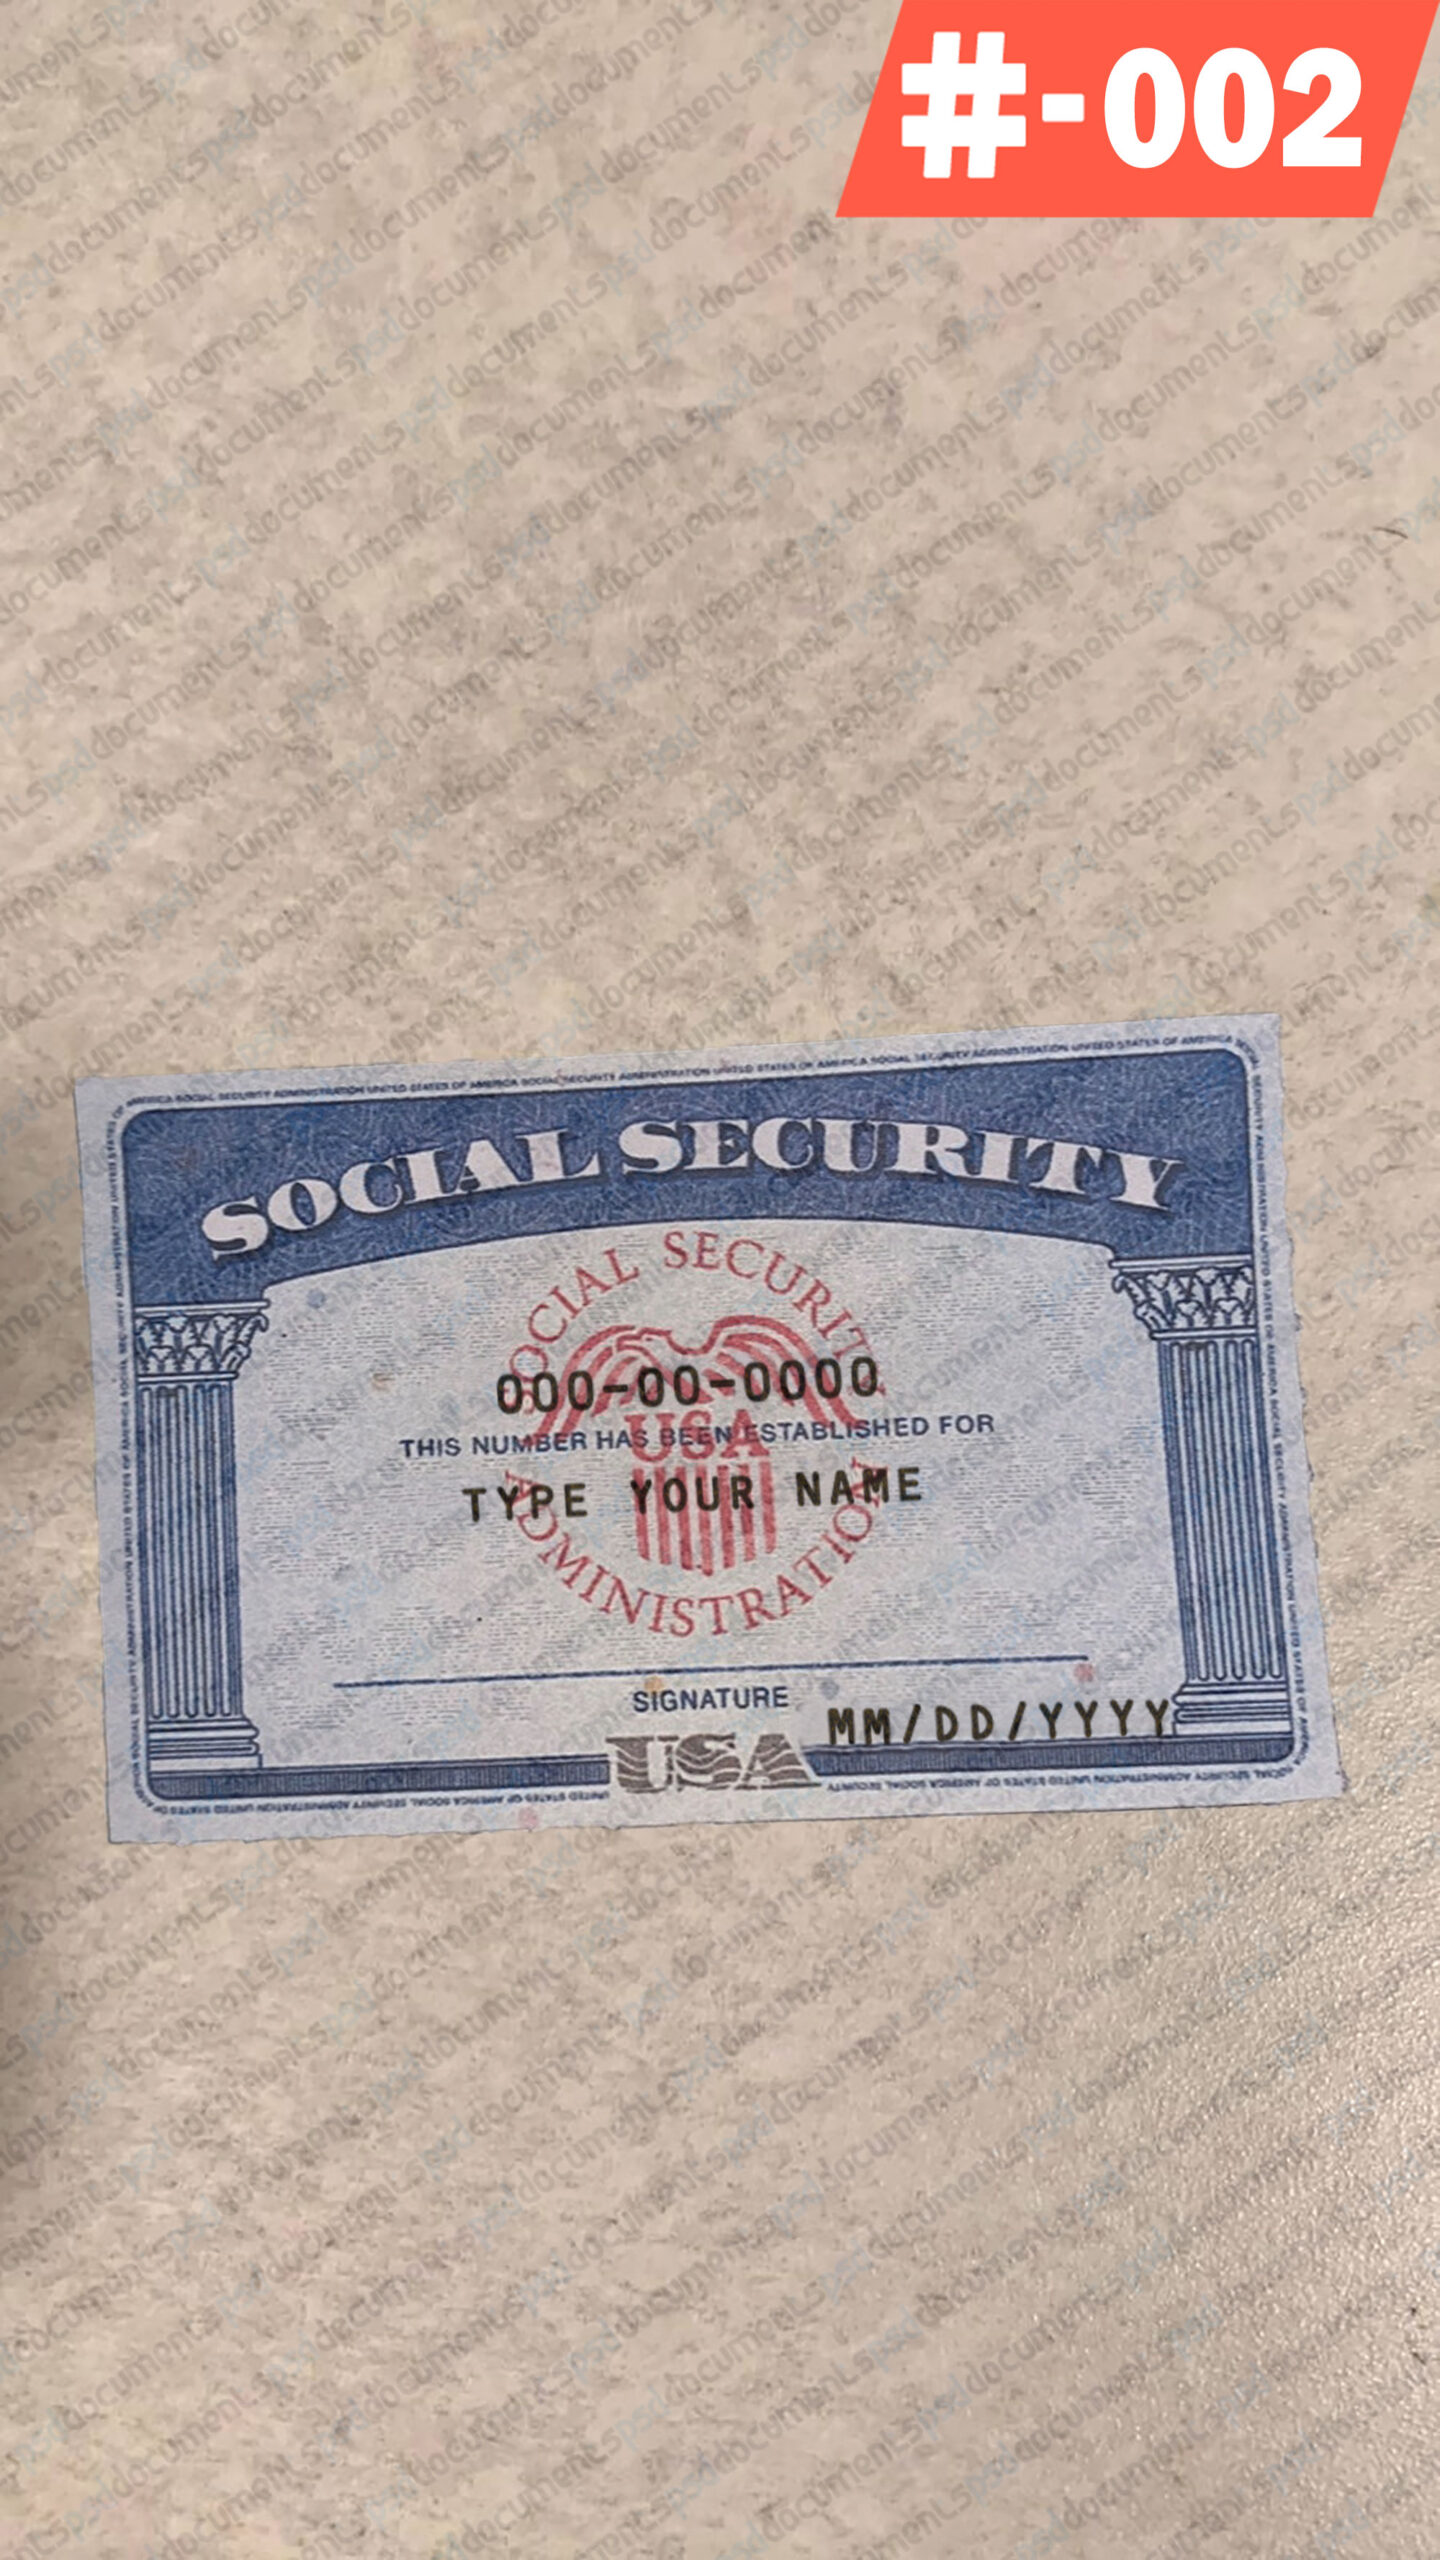 #-002
SOCIAL SECURITY
SOCIAL SECURITY
000-00-0000
USA
THIS NUMBER HAS BEEN ESTABLISHED FOR
TYPE YOUR NAME
ADMINISTRATION
SIGNATURE
MM/DD/YYYY
USA
psddocuments